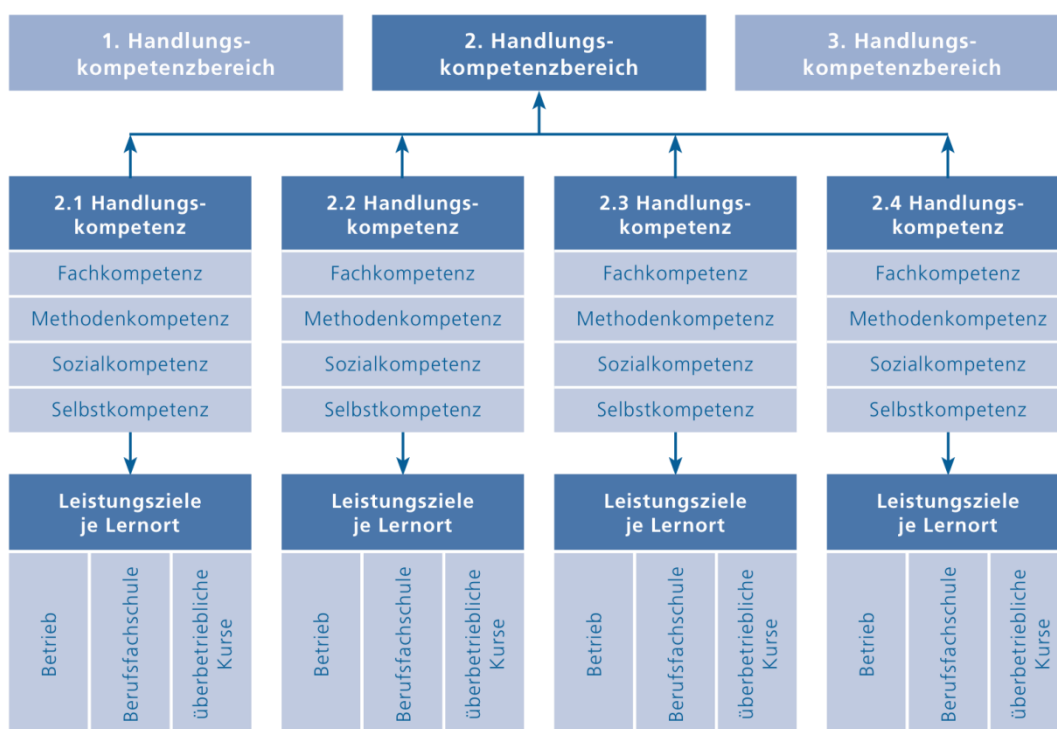 1. Handlungs-
kompetenzbereich
2. Handlungs-
kompetenzbereich
3. Handlungs-
kompetenzbereich
2.1 Handlungs-
kompetenz
Fachkompetenz
Methodenkompetenz
Sozialkompetenz
Selbstkompetenz
Leistungsziele
je Lernort
Betrieb
Berufsfachschule
überbetriebliche
Kurse
2.2 Handlungs-
kompetenz
Fachkompetenz
Methodenkompetenz
Sozialkompetenz
Selbstkompetenz
Leistungsziele
je Lernort
Betrieb
Berufsfachschule
überbetriebliche
Kurse
2.3 Handlungs-
kompetenz
Fachkompetenz
Methodenkompetenz
Sozialkompetenz
Selbstkompetenz
Leistungsziele
je Lernort
Betrieb
Berufsfachschule
überbetriebliche
Kurse
2.4 Handlungs-
kompetenz
Fachkompetenz
Methodenkompetenz
Sozialkompetenz
Selbstkompetenz
Leistungsziele
je Lernort
Betrieb
Berufsfachschule
überbetriebliche
Kurse